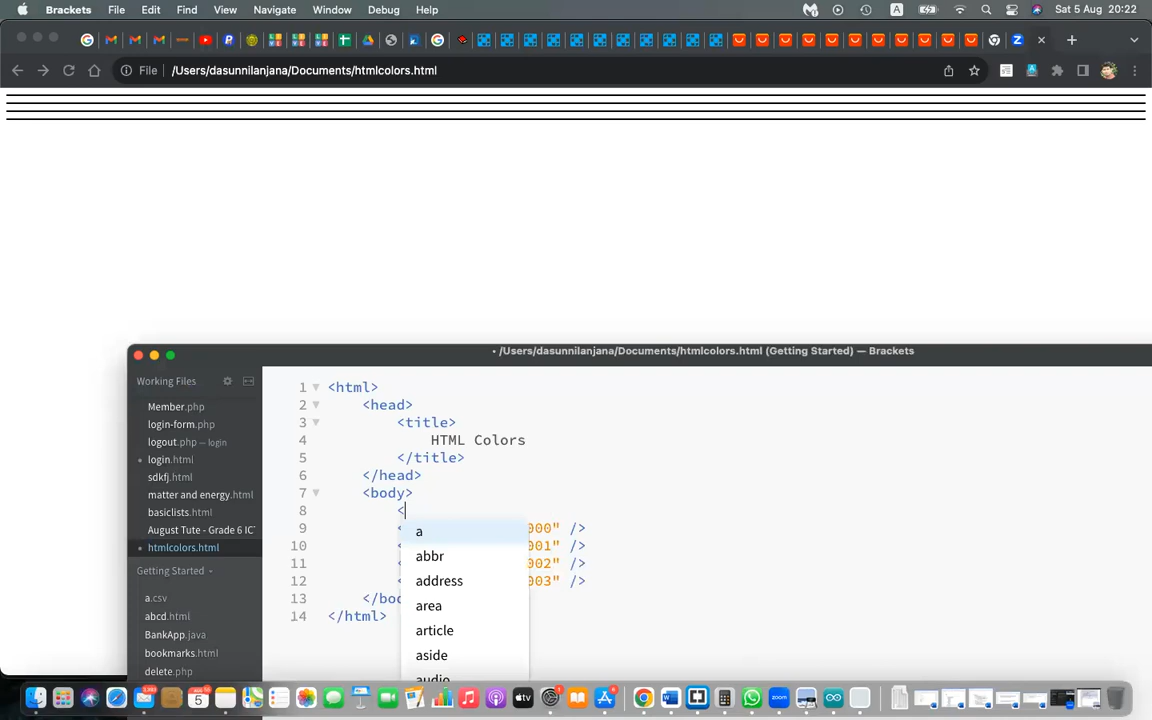 Brackets File Edit View Find Navigate Window Debug Help A Sat 5 Aug 20:22
File /Users/dasunnilanjana/Documents/htmlcolors.html
• /Users/dasunnilanjana/Documents/htmlcolors.html (Getting Started) — Brackets
Working Files
Member.php
login-form.php
logout.php — login
login.html
sdkfj.html
matter and energy.html
basiclists.html
August Tute - Grade 6 IC
htmlcolors.html
Getting Started
a.csv
abcd.html
BankApp.java
bookmarks.html
delete.php
1 <html>
2 <head>
3 <title>
4 HTML Colors
5 </title>
6 </head>
7 <body>
8 <
9 < 000" />
10 < 001" />
11 < 002" />
12 < 003" />
13 </bo
14 </html>
a
abbr
address
area
article
aside
audio